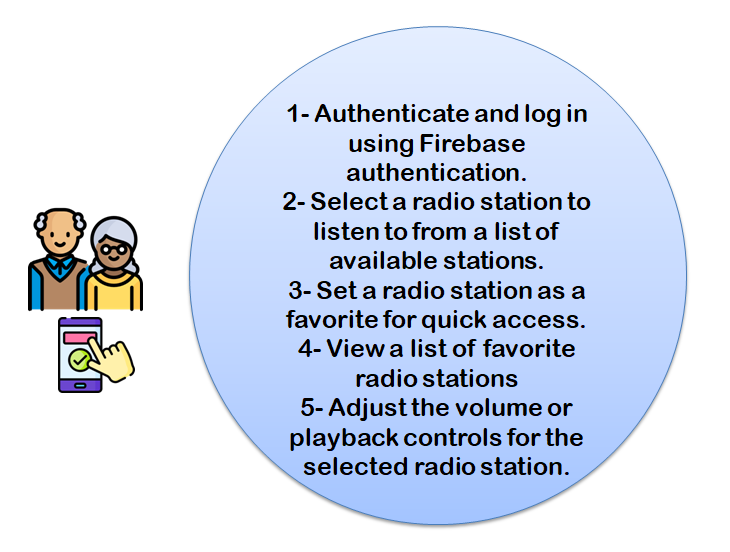 1- Authenticate and log in
using Firebase
authentication.
2- Select a radio station to
listen to from a list of
available stations.
3- Set a radio station as a
favorite for quick access.
4- View a list of favorite
radio stations
5- Adjust the volume or
playback controls for the
selected radio station.